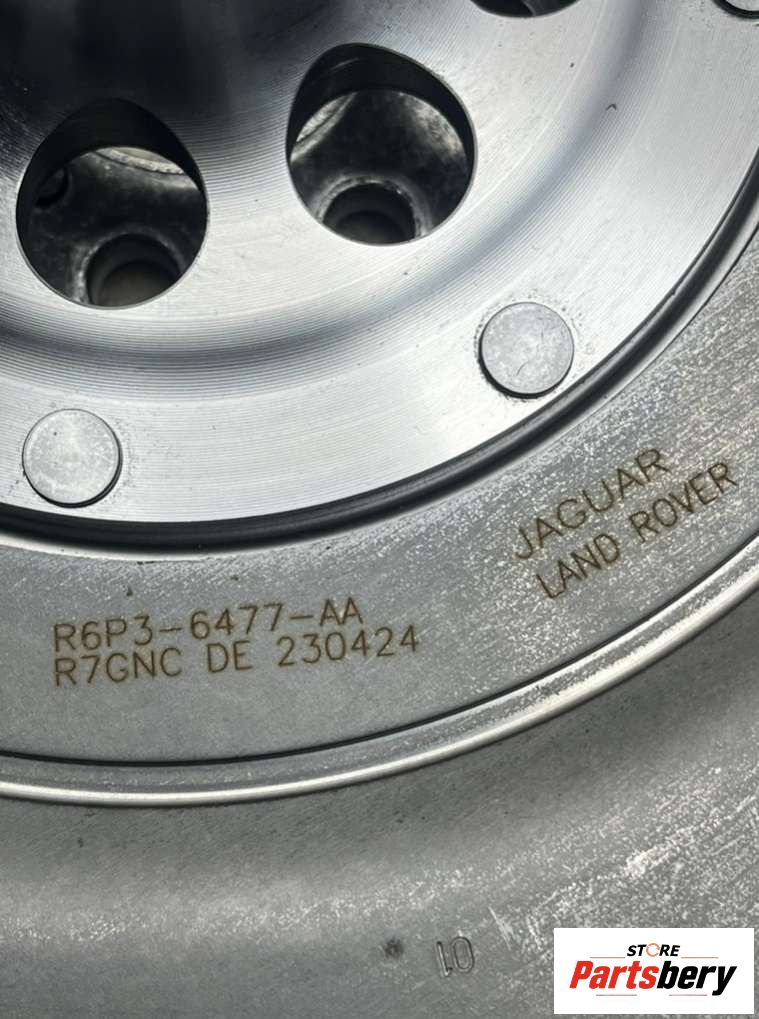 JAGUAR
LAND ROVER
R6P3-6477-AA
R7GNC DE 230424
10
STORE
Partsbery